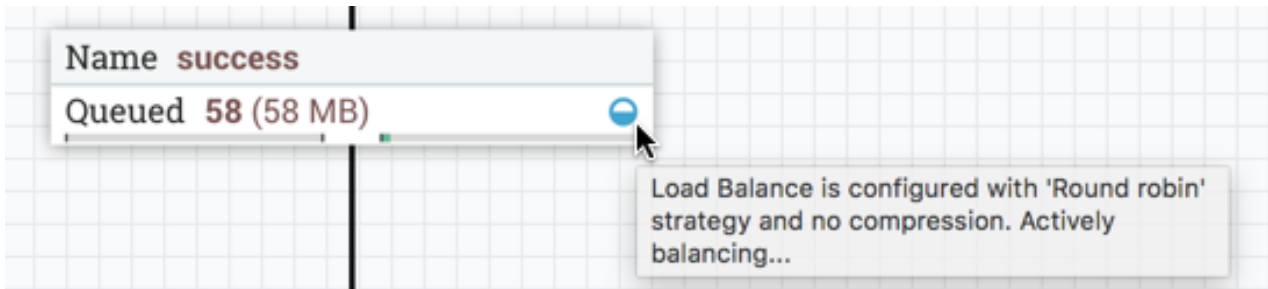 Name success
Queued 58 (58 MB)
Load Balance is configured with 'Round robin'
strategy and no compression. Actively
balancing...